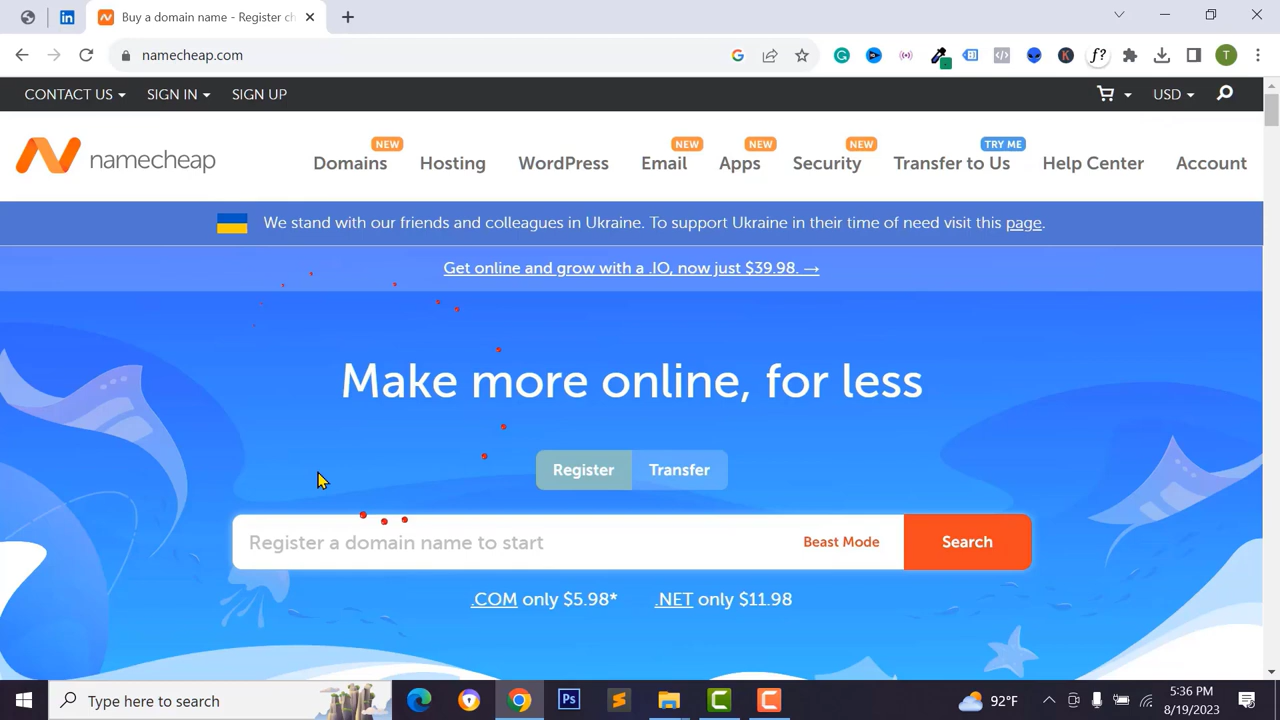 Buy a domain name - Register ch
namecheap.com
f?
T
CONTACT US
SIGN IN
SIGN UP
USD
namecheap
NEW
NEW
NEW
NEW
TRY ME
Domains
Hosting
WordPress
Email
Apps
Security
Transfer to Us
Help Center
Account
We stand with our friends and colleagues in Ukraine. To support Ukraine in their time of need visit this page.
Get online and grow with a .IO, now just $39.98. →
Make more online, for less
Register
Transfer
Register a domain name to start
Beast Mode
Search
.COM only $5.98*
.NET only $11.98
Type here to search
Ps
92°F
5:36 PM
8/19/2023